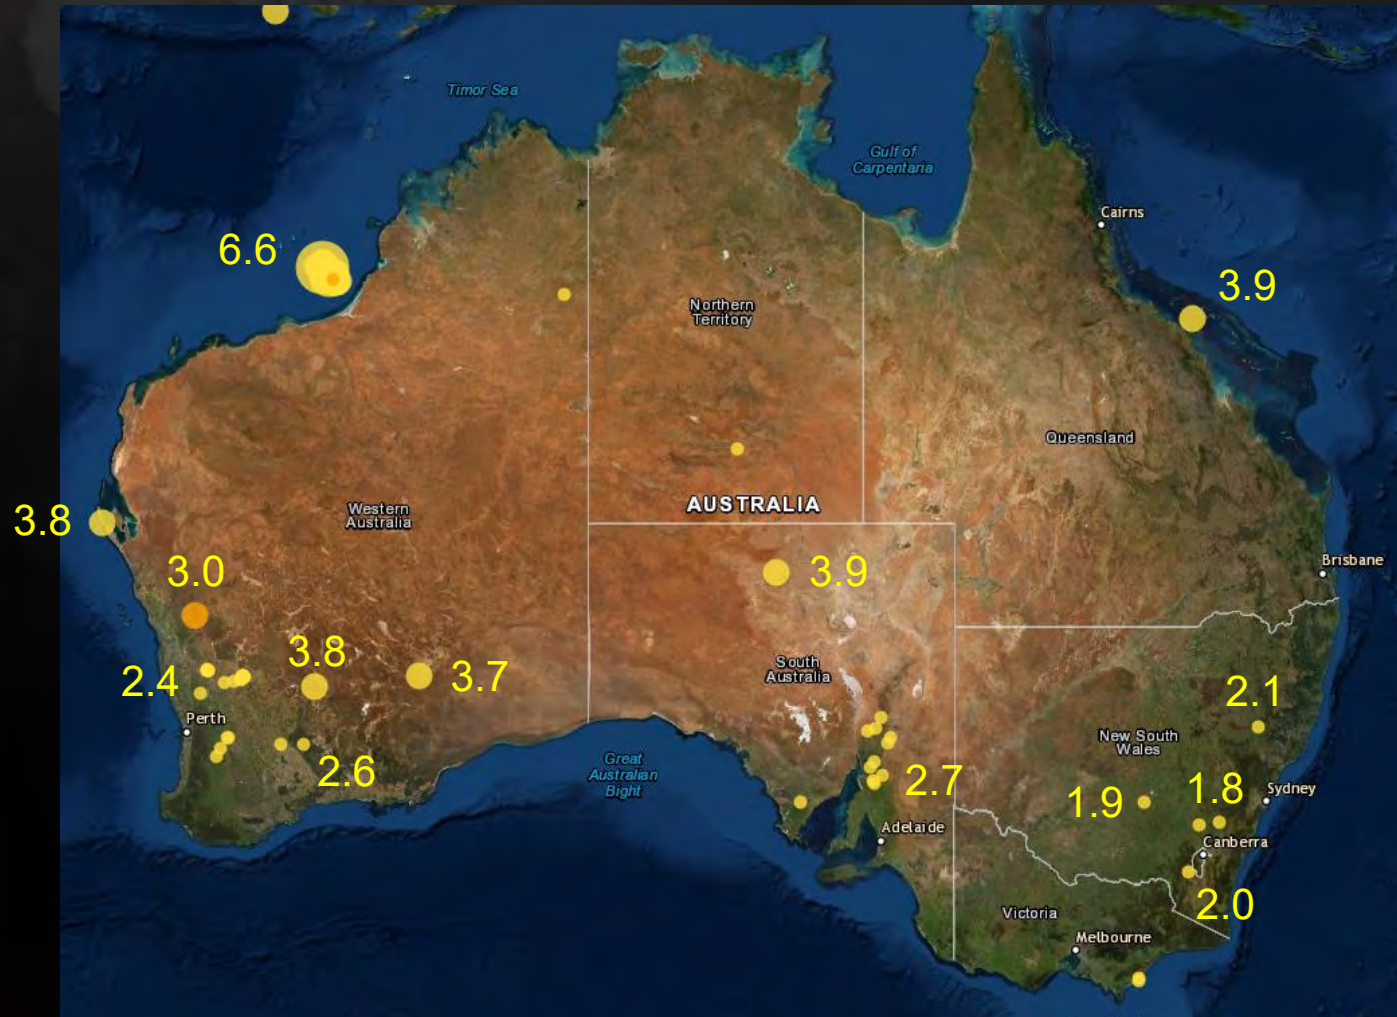 Timor Sea
Gulf of
Carpentaria
Cairns
6.6
3.9
Northern
Territory
Queensland
AUSTRALIA
Western
Australia
3.8
3.0
3.9
Brisbane
3.8
3.7
2.4
South
Australia
2.1
Perth
New South
Wales
Great
Australian
Bight
2.6
2.7
1.9
1.8
Sydney
Adelaide
Canberra
2.0
Victoria
Melbourne